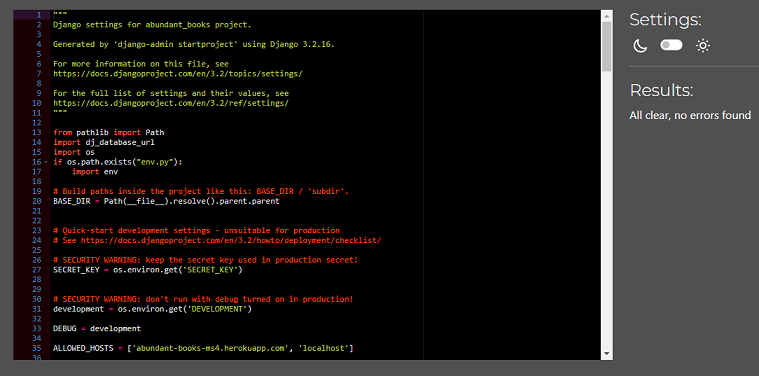 1 """
2 Django settings for abundant_books project.
3
4 Generated by 'django-admin startproject' using Django 3.2.16.
5
6 For more information on this file, see
7 https://docs.djangoproject.com/en/3.2/topics/settings/
8
9 For the full list of settings and their values, see
10 https://docs.djangoproject.com/en/3.2/ref/settings/
11 """
12
13 from pathlib import Path
14 import dj_database_url
15 import os
16 if os.path.exists("env.py"):
17     import env
18
19 # Build paths inside the project like this: BASE_DIR / 'subdir'.
20 BASE_DIR = Path(__file__).resolve().parent.parent
21
22
23 # Quick-start development settings - unsuitable for production
24 # See https://docs.djangoproject.com/en/3.2/howto/deployment/checklist/
25
26 # SECURITY WARNING: keep the secret key used in production secret!
27 SECRET_KEY = os.environ.get('SECRET_KEY')
28
29
30 # SECURITY WARNING: don't run with debug turned on in production!
31 development = os.environ.get('DEVELOPMENT')
32
33 DEBUG = development
34
35 ALLOWED_HOSTS = ['abundant-books-ms4.herokuapp.com', 'localhost']
36
Settings:
Results:
All clear, no errors found